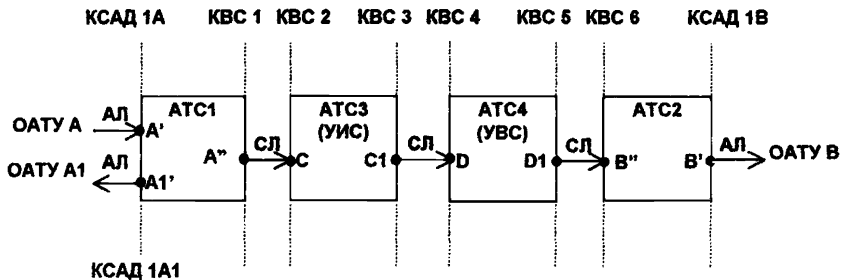 КСАД 1А КВС 1 КВС 2 КВС 3 КВС 4 КВС 5 КВС 6 КСАД 1В
АТС1 АТС3 АТС4 АТС2
(УИС) (УВС)
АЛ
ОАТУ А А'
АЛ СЛ СЛ СЛ АЛ
ОАТУ А1 А" С С1 D D1 В" В' ОАТУ В
А1'
КСАД 1А1